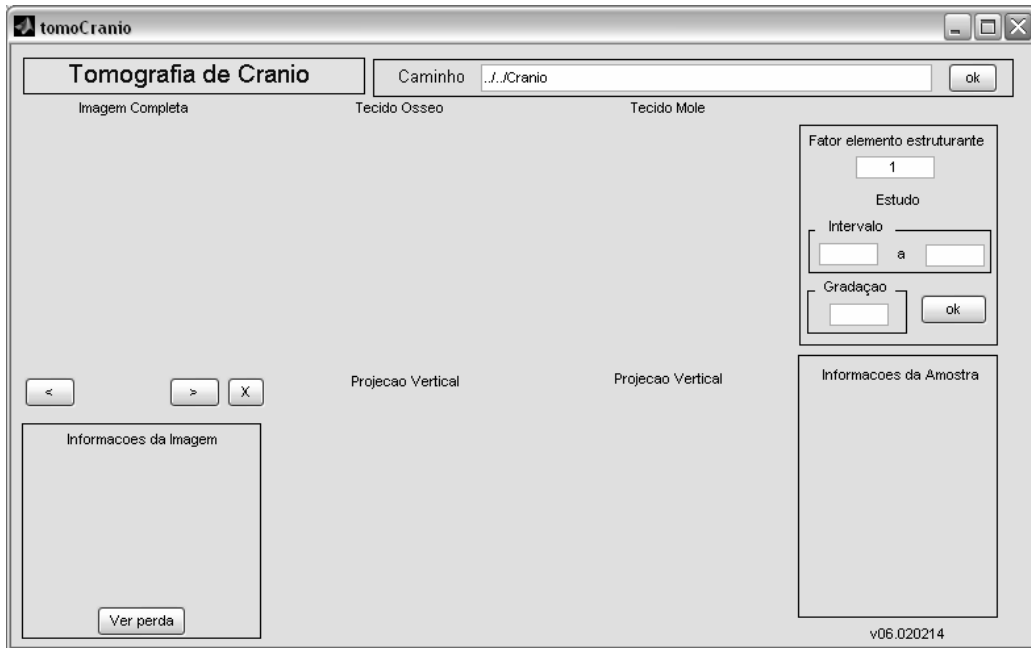 tomoCranio
Tomografia de Cranio
Caminho
../../Cranio
ok
Imagem Completa
Tecido Osseo
Tecido Mole
Fator elemento estruturante
1
Estudo
Intervalo
a
Gradaçao
ok
<
>
X
Projecao Vertical
Projecao Vertical
Informacoes da Amostra
Informacoes da Imagem
Ver perda
v06.020214